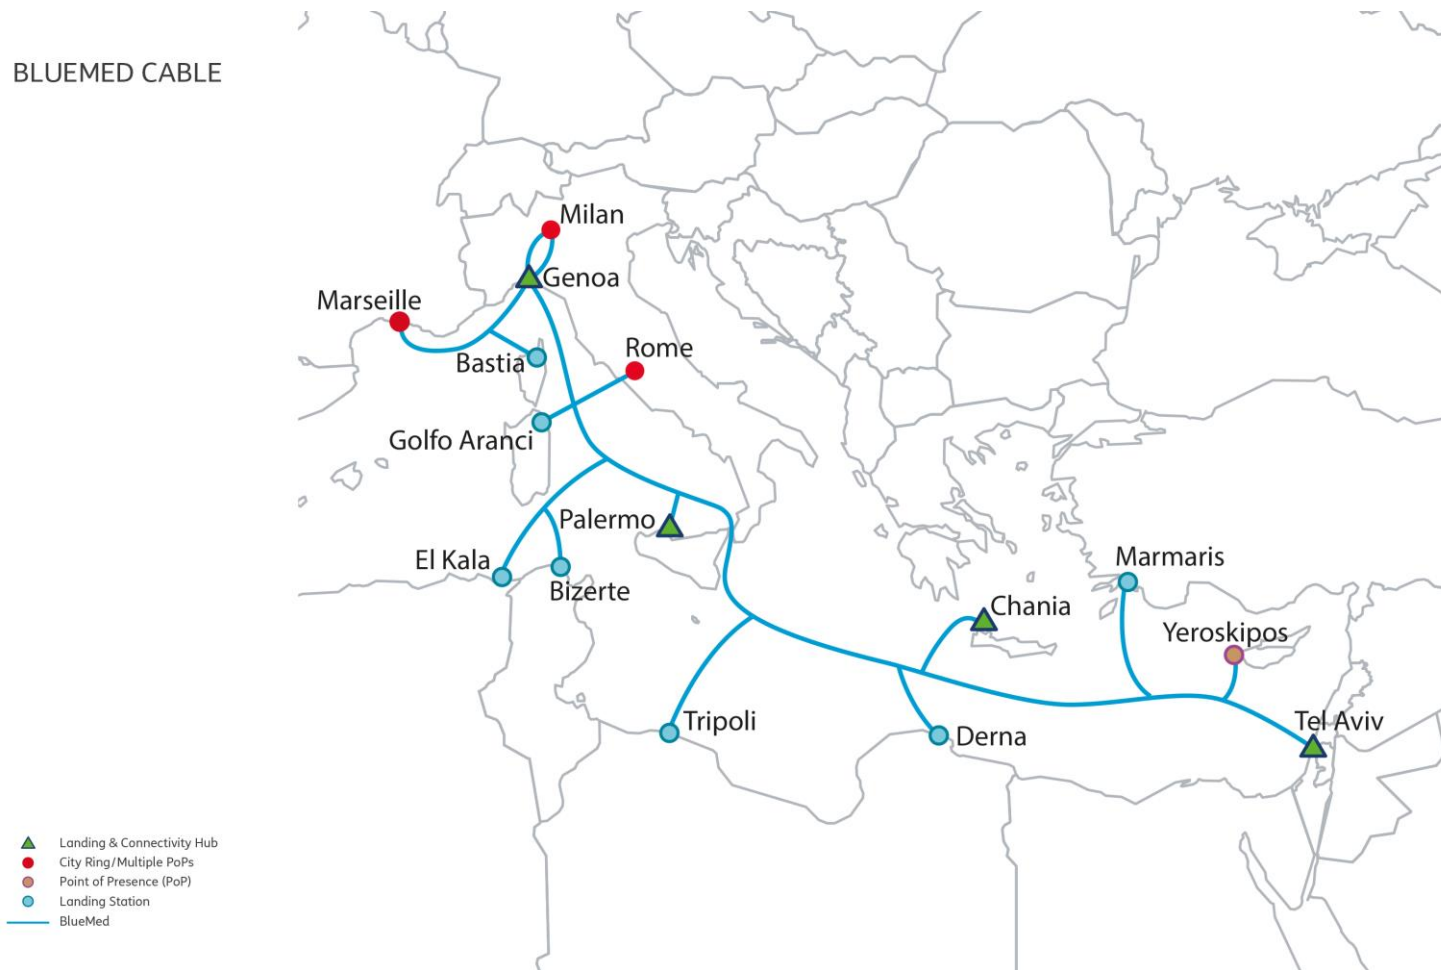 BLUEMED CABLE
Milan
Genoa
Marseille
Bastia
Rome
Golfo Aranci
Palermo
El Kala
Bizerte
Marmaris
Chania
Yeroskipos
Tripoli
Derna
Tel Aviv
Landing & Connectivity Hub
City Ring/Multiple PoPs
Point of Presence (PoP)
Landing Station
BlueMed